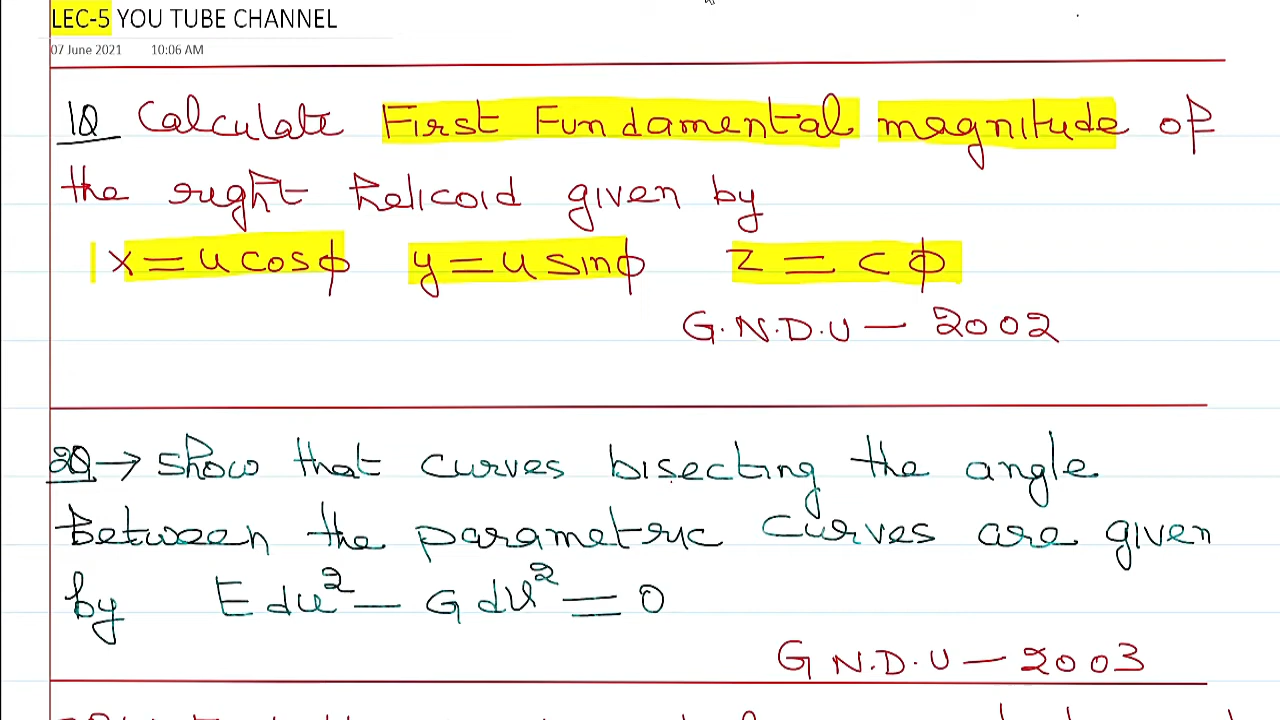 LEC-5 YOU TUBE CHANNEL
07 June 2021 10:06 AM
1Q Calculate First Fundamental magnitude of
the right helicoid given by
x = u cosϕ y = u sinϕ z = cϕ
G.N.D.U — 2002
2Q → show that curves bisecting the angle
between the parametric curves are given
by E du² — G dv² = 0
G N.D.U — 2003